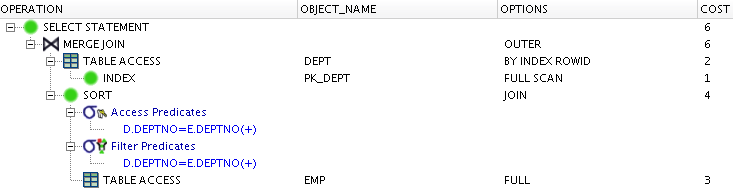 OPERATION OBJECT_NAME OPTIONS COST
SELECT STATEMENT 6
MERGE JOIN OUTER 6
TABLE ACCESS DEPT BY INDEX ROWID 2
INDEX PK_DEPT FULL SCAN 1
SORT JOIN 4
Access Predicates
D.DEPTNO=E.DEPTNO(+)
Filter Predicates
D.DEPTNO=E.DEPTNO(+)
TABLE ACCESS EMP FULL 3